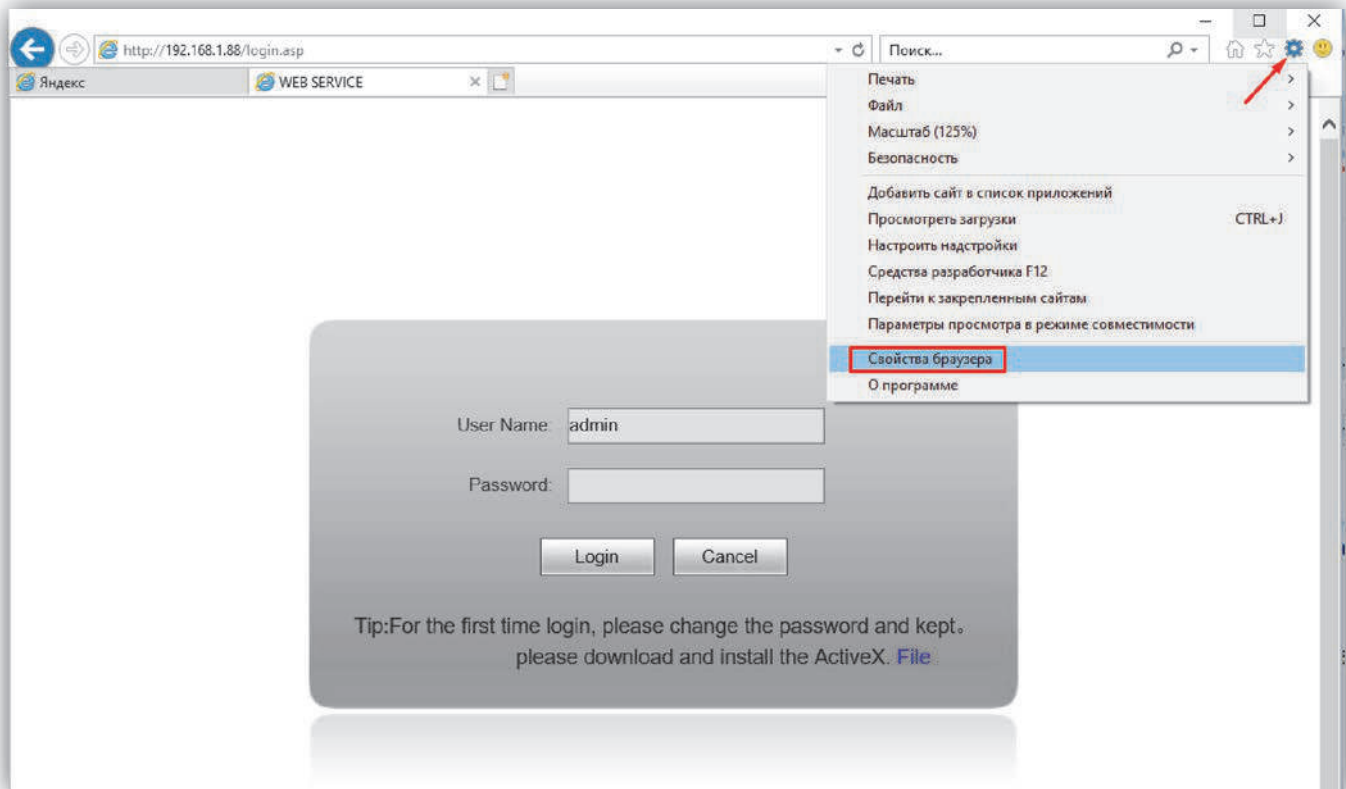 http://192.168.1.88/login.asp
Поиск...
Яндекс
WEB SERVICE
Печать
Файл
Масштаб (125%)
Безопасность
Добавить сайт в список приложений
Просмотреть загрузки CTRL+J
Настроить надстройки
Средства разработчика F12
Перейти к закрепленным сайтам
Параметры просмотра в режиме совместимости
Свойства браузера
О программе
User Name: admin
Password:
Login Cancel
Tip:For the first time login, please change the password and kept。
please download and install the ActiveX. File